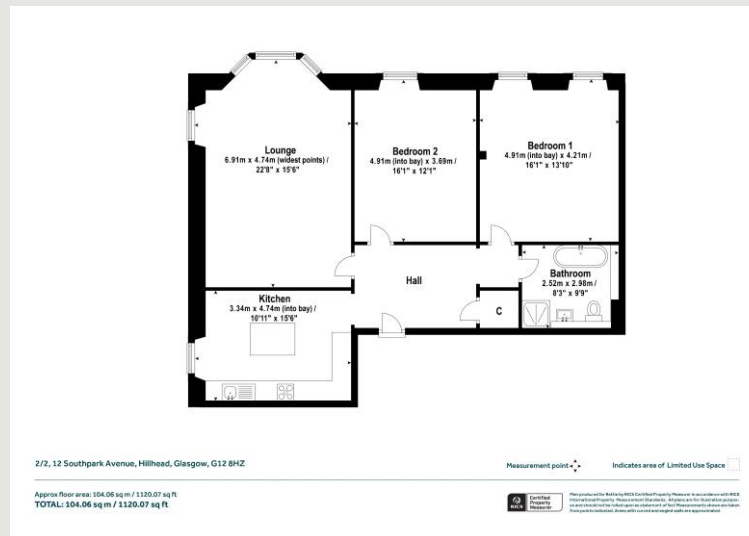 Lounge
6.91m x 4.74m (widest points) /
22'8" x 15'6"
Bedroom 2
4.91m (into bay) x 3.69m /
16'1" x 12'1"
Bedroom 1
4.91m (into bay) x 4.21m /
16'1" x 13'10"
Hall
Bathroom
2.52m x 2.98m /
8'3" x 9'9"
C
Kitchen
3.34m x 4.74m (into bay) /
10'11" x 15'6"
2/2, 12 Southpark Avenue, Hillhead, Glasgow, G12 8HZ
Measurement point
Indicates area of Limited Use Space
Approx floor area: 104.06 sq m / 1120.07 sq ft
TOTAL: 104.06 sq m / 1120.07 sq ft
RICS
Certified
Property
Measurer